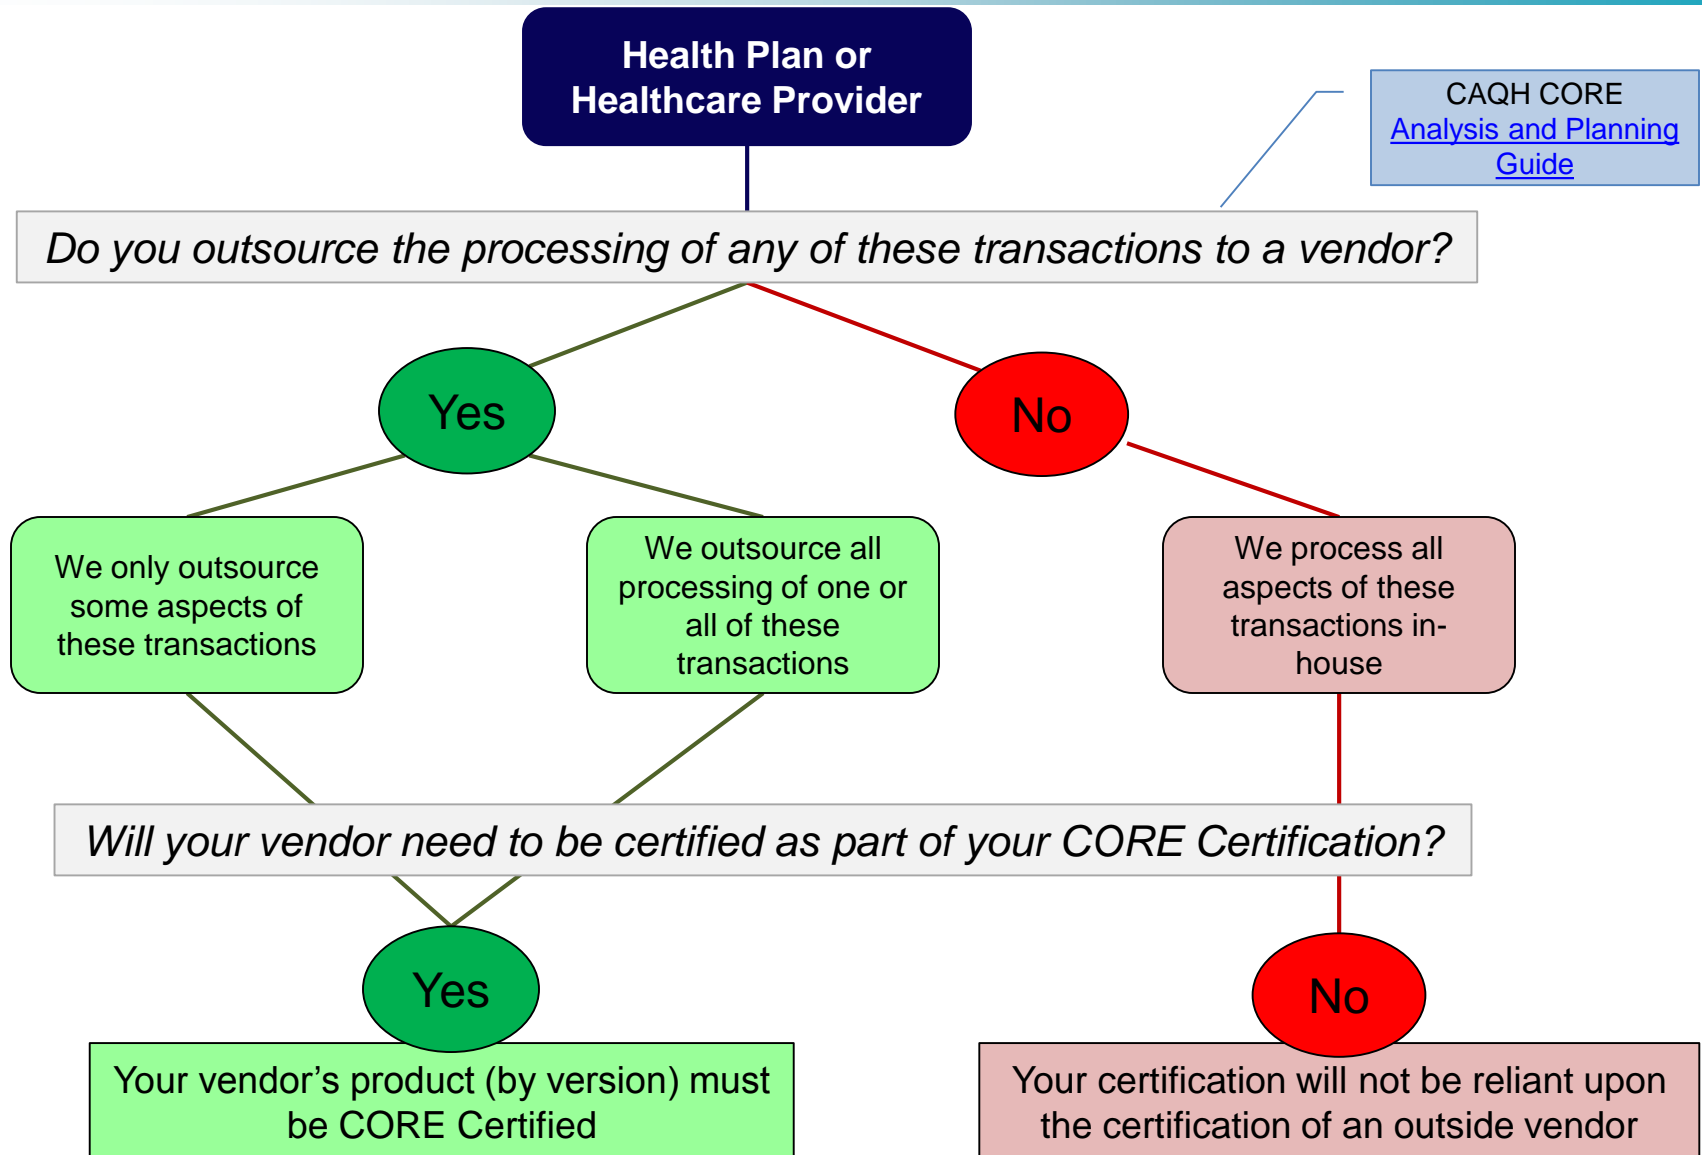 Health Plan or
Healthcare Provider
CAQH CORE
Analysis and Planning
Guide
Do you outsource the processing of any of these transactions to a vendor?
Yes
No
We only outsource
some aspects of
these transactions
We outsource all
processing of one or
all of these
transactions
We process all
aspects of these
transactions in-
house
Will your vendor need to be certified as part of your CORE Certification?
Yes
No
Your vendor’s product (by version) must
be CORE Certified
Your certification will not be reliant upon
the certification of an outside vendor